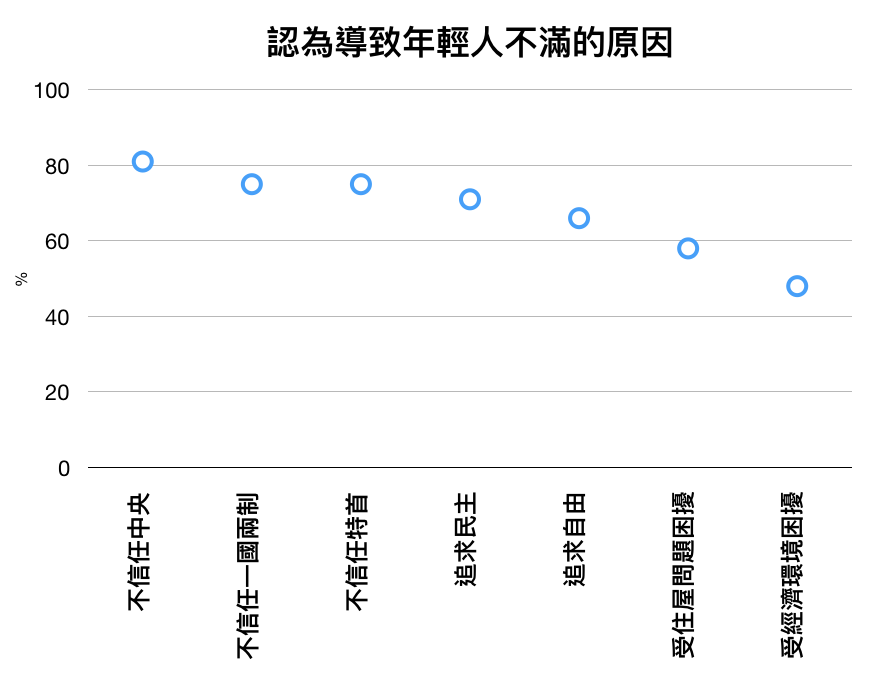 認為導致年輕人不滿的原因
100
80
60
40
20
0
%
不信任中央
不信任一國兩制
不信任特首
追求民主
追求自由
受住屋問題困擾
受經濟環境困擾